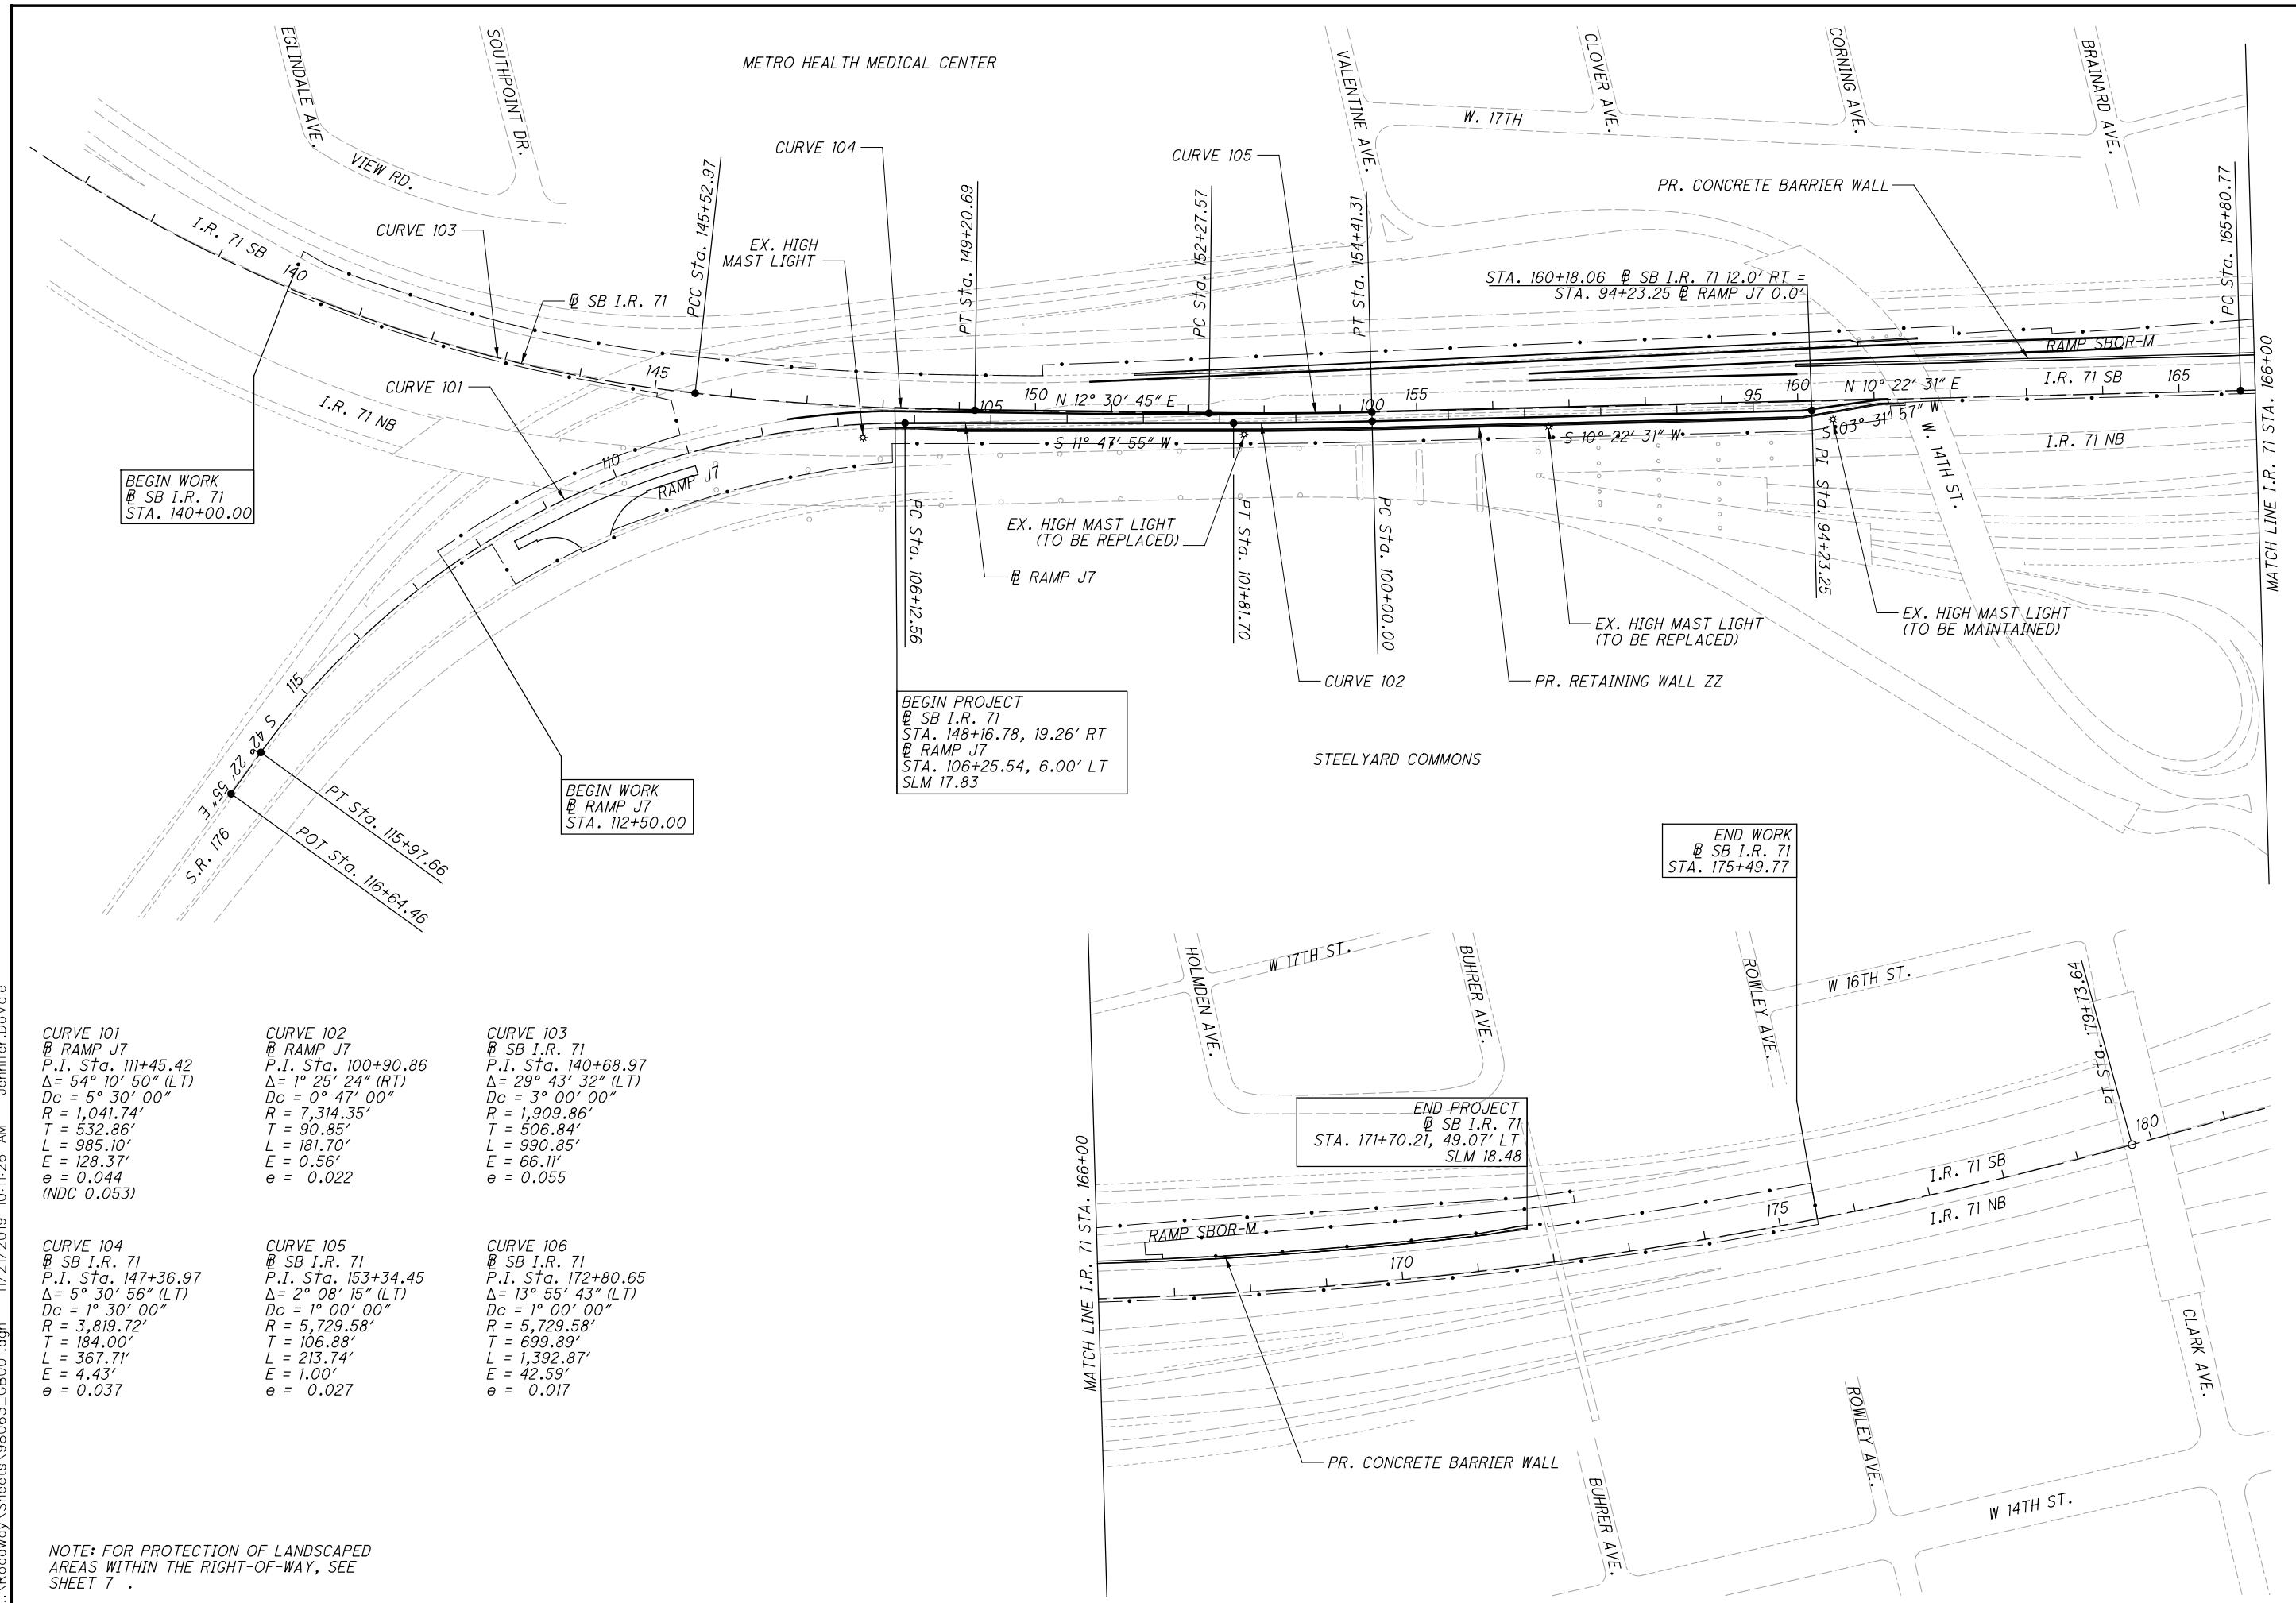 METRO HEALTH MEDICAL CENTER
EGLINDALE AVE.
SOUTHPOINT DR.
VIEW RD.
VALENTINE AVE.
CLOVER AVE.
CORNING AVE.
BRAINARD AVE.
W. 17TH
CURVE 104
CURVE 105
CURVE 103
CURVE 101
I.R. 71 SB
140
PCC Sta. 145+52.97
EX. HIGH
MAST LIGHT
PT Sta. 149+20.69
PC Sta. 152+27.57
PT Sta. 154+41.31
PR. CONCRETE BARRIER WALL
PC Sta. 165+80.77
STA. 160+18.06 ⅊ SB I.R. 71 12.0' RT =
STA. 94+23.25 ⅊ RAMP J7 0.0'
⅊ SB I.R. 71
145
150
N 12° 30' 45" E
105
100
155
95
160
N 10° 22' 31" E
RAMP SBOR-M
I.R. 71 SB
165
I.R. 71 NB
S 11° 47' 55" W
S 10° 22' 31" W
S 03° 31' 57" W
I.R. 71 NB
W. 14TH ST.
MATCH LINE I.R. 71 STA. 166+00
110
RAMP J7
BEGIN WORK
⅊ SB I.R. 71
STA. 140+00.00
PC Sta. 106+12.56
EX. HIGH MAST LIGHT
(TO BE REPLACED)
⅊ RAMP J7
PT Sta. 101+81.70
PC Sta. 100+00.00
PI Sta. 94+23.25
EX. HIGH MAST LIGHT
(TO BE REPLACED)
EX. HIGH MAST LIGHT
(TO BE MAINTAINED)
CURVE 102
PR. RETAINING WALL ZZ
115
S 42° 22' 55" E
S.R. 176
PT Sta. 115+97.66
POT Sta. 116+64.46
BEGIN WORK
⅊ RAMP J7
STA. 112+50.00
BEGIN PROJECT
⅊ SB I.R. 71
STA. 148+16.78, 19.26' RT
⅊ RAMP J7
STA. 106+25.54, 6.00' LT
SLM 17.83
STEELYARD COMMONS
END WORK
⅊ SB I.R. 71
STA. 175+49.77
HOLMDEN AVE.
W 17TH ST.
BUHRER AVE.
ROWLEY AVE.
W 16TH ST.
PT Sta. 179+73.64
END PROJECT
⅊ SB I.R. 71
STA. 171+70.21, 49.07' LT
SLM 18.48
MATCH LINE I.R. 71 STA. 166+00
RAMP SBOR-M
170
175
180
I.R. 71 SB
I.R. 71 NB
CLARK AVE.
PR. CONCRETE BARRIER WALL
BUHRER AVE.
ROWLEY AVE.
W 14TH ST.
CURVE 101
⅊ RAMP J7
P.I. Sta. 111+45.42
Δ= 54° 10' 50" (LT)
Dc = 5° 30' 00"
R = 1,041.74'
T = 532.86'
L = 985.10'
E = 128.37'
e = 0.044
(NDC 0.053)
CURVE 102
⅊ RAMP J7
P.I. Sta. 100+90.86
Δ= 1° 25' 24" (RT)
Dc = 0° 47' 00"
R = 7,314.35'
T = 90.85'
L = 181.70'
E = 0.56'
e = 0.022
CURVE 103
⅊ SB I.R. 71
P.I. Sta. 140+68.97
Δ= 29° 43' 32" (LT)
Dc = 3° 00' 00"
R = 1,909.86'
T = 506.84'
L = 990.85'
E = 66.11'
e = 0.055
CURVE 104
⅊ SB I.R. 71
P.I. Sta. 147+36.97
Δ= 5° 30' 56" (LT)
Dc = 1° 30' 00"
R = 3,819.72'
T = 184.00'
L = 367.71'
E = 4.43'
e = 0.037
CURVE 105
⅊ SB I.R. 71
P.I. Sta. 153+34.45
Δ= 2° 08' 15" (LT)
Dc = 1° 00' 00"
R = 5,729.58'
T = 106.88'
L = 213.74'
E = 1.00'
e = 0.027
CURVE 106
⅊ SB I.R. 71
P.I. Sta. 172+80.65
Δ= 13° 55' 43" (LT)
Dc = 1° 00' 00"
R = 5,729.58'
T = 699.89'
L = 1,392.87'
E = 42.59'
e = 0.017
NOTE: FOR PROTECTION OF LANDSCAPED
AREAS WITHIN THE RIGHT-OF-WAY, SEE
SHEET 7 .